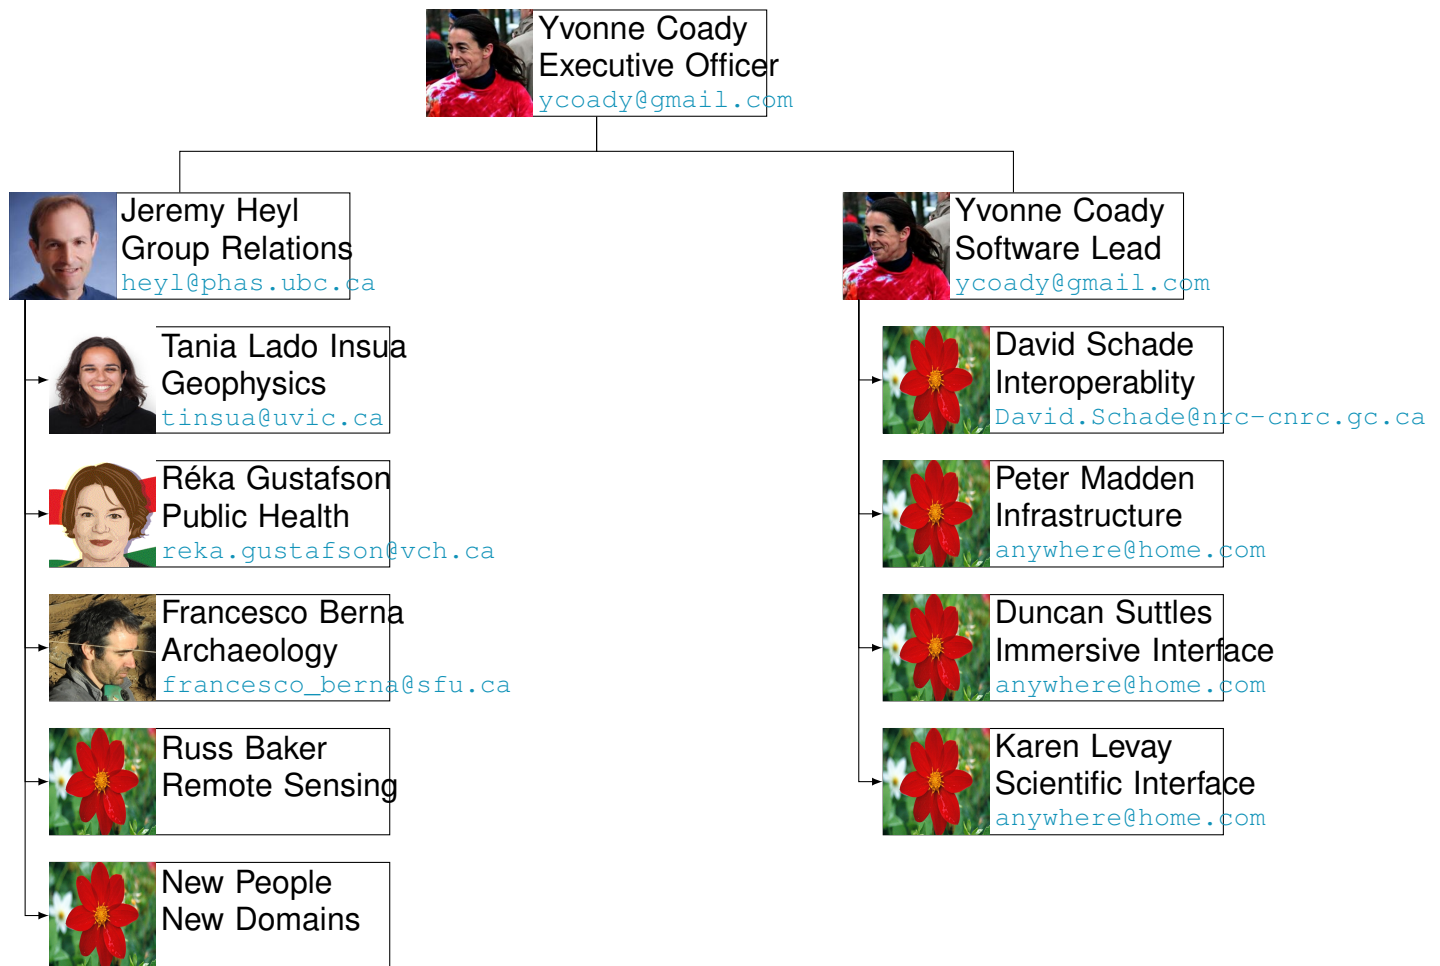 Yvonne Coady
Executive Officer
ycoady@gmail.com
Jeremy Heyl
Group Relations
heyl@phas.ubc.ca
Yvonne Coady
Software Lead
ycoady@gmail.com
Tania Lado Insua
Geophysics
tinsua@uvic.ca
Réka Gustafson
Public Health
reka.gustafson@vch.ca
Francesco Berna
Archaeology
francesco_berna@sfu.ca
Russ Baker
Remote Sensing
New People
New Domains
David Schade
Interoperablity
David.Schade@nrc-cnrc.gc.ca
Peter Madden
Infrastructure
anywhere@home.com
Duncan Suttles
Immersive Interface
anywhere@home.com
Karen Levay
Scientific Interface
anywhere@home.com